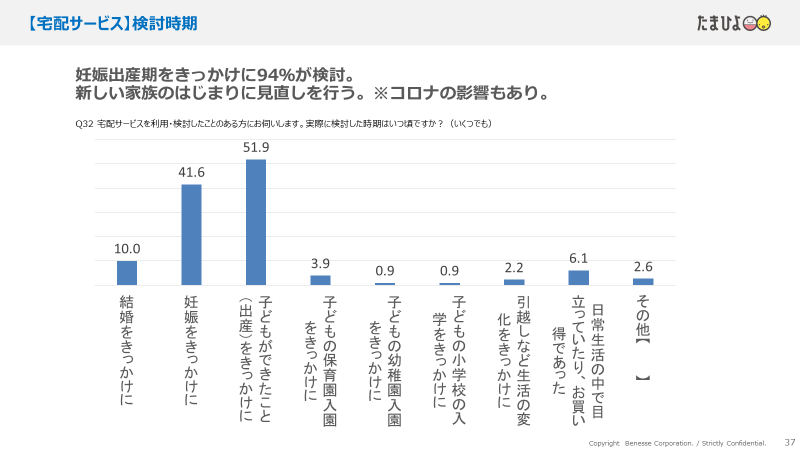 【宅配サービス】検討時期
たまひよ
妊娠出産期をきっかけに94%が検討。
新しい家族のはじまりに見直しを行う。※コロナの影響もあり。
Q32 宅配サービスを利用・検討したことのある方にお伺いします。実際に検討した時期はいつ頃ですか？（いくつでも）
10.0
41.6
51.9
3.9
0.9
0.9
2.2
6.1
2.6
結婚をきっかけに
妊娠をきっかけに
子どもができたこと
（出産）をきっかけに
子どもの保育園入園
をきっかけに
子どもの幼稚園入園
をきっかけに
子どもの小学校の入
学をきっかけに
引越しなど生活の変
化をきっかけに
日常生活の中で目
立っていたり、お買い
得であった
その他【　　】
Copyright Benesse Corporation. / Strictly Confidential.
37